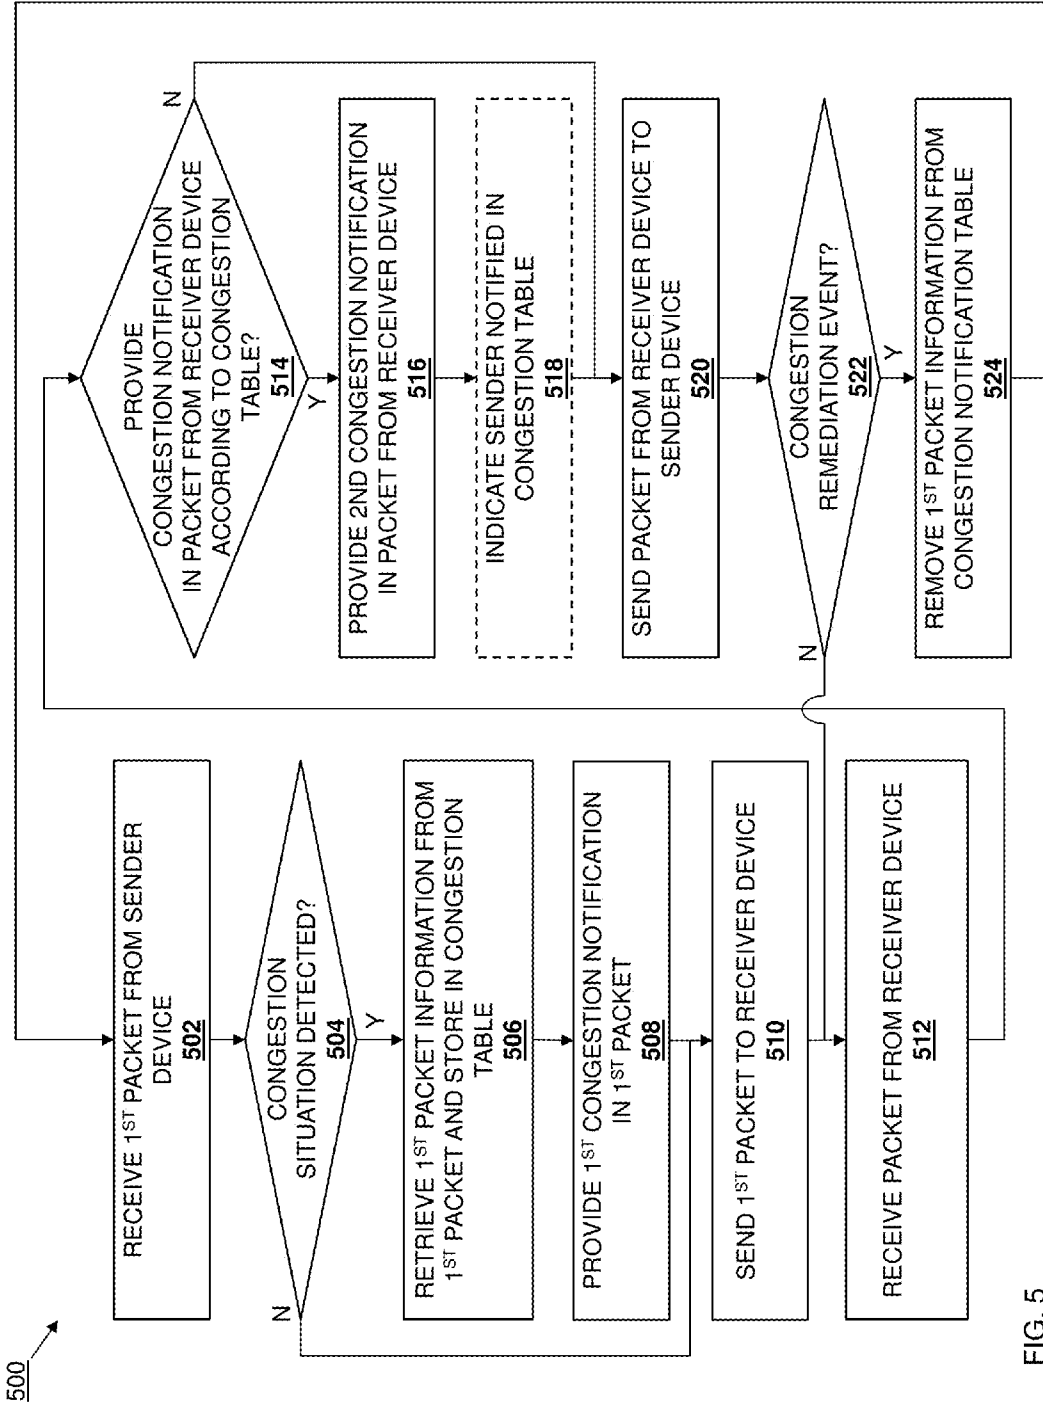 500
RECEIVE 1ST PACKET FROM SENDER
DEVICE
502
CONGESTION
SITUATION DETECTED?
504
N
Y
RETRIEVE 1ST PACKET INFORMATION FROM
1ST PACKET AND STORE IN CONGESTION
TABLE
506
PROVIDE 1ST CONGESTION NOTIFICATION
IN 1ST PACKET
508
SEND 1ST PACKET TO RECEIVER DEVICE
510
RECEIVE PACKET FROM RECEIVER DEVICE
512
PROVIDE
CONGESTION NOTIFICATION
IN PACKET FROM RECEIVER DEVICE
ACCORDING TO CONGESTION
TABLE?
514
N
Y
PROVIDE 2ND CONGESTION NOTIFICATION
IN PACKET FROM RECEIVER DEVICE
516
INDICATE SENDER NOTIFIED IN
CONGESTION TABLE
518
SEND PACKET FROM RECEIVER DEVICE TO
SENDER DEVICE
520
CONGESTION
REMEDIATION EVENT?
522
N
Y
REMOVE 1ST PACKET INFORMATION FROM
CONGESTION NOTIFICATION TABLE
524
FIG. 5